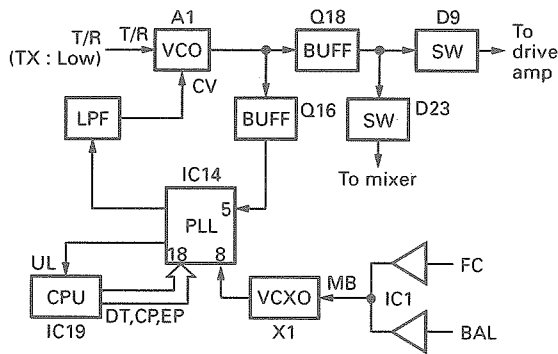 A1
Q18
D9
T/R
T/R
(TX : Low)
VCO
BUFF
SW
To
drive
amp
CV
LPF
BUFF
Q16
SW
D23
To mixer
IC14
PLL
5
18
8
UL
CPU
IC19
DT,CP,EP
VCXO
X1
MB
IC1
FC
BAL